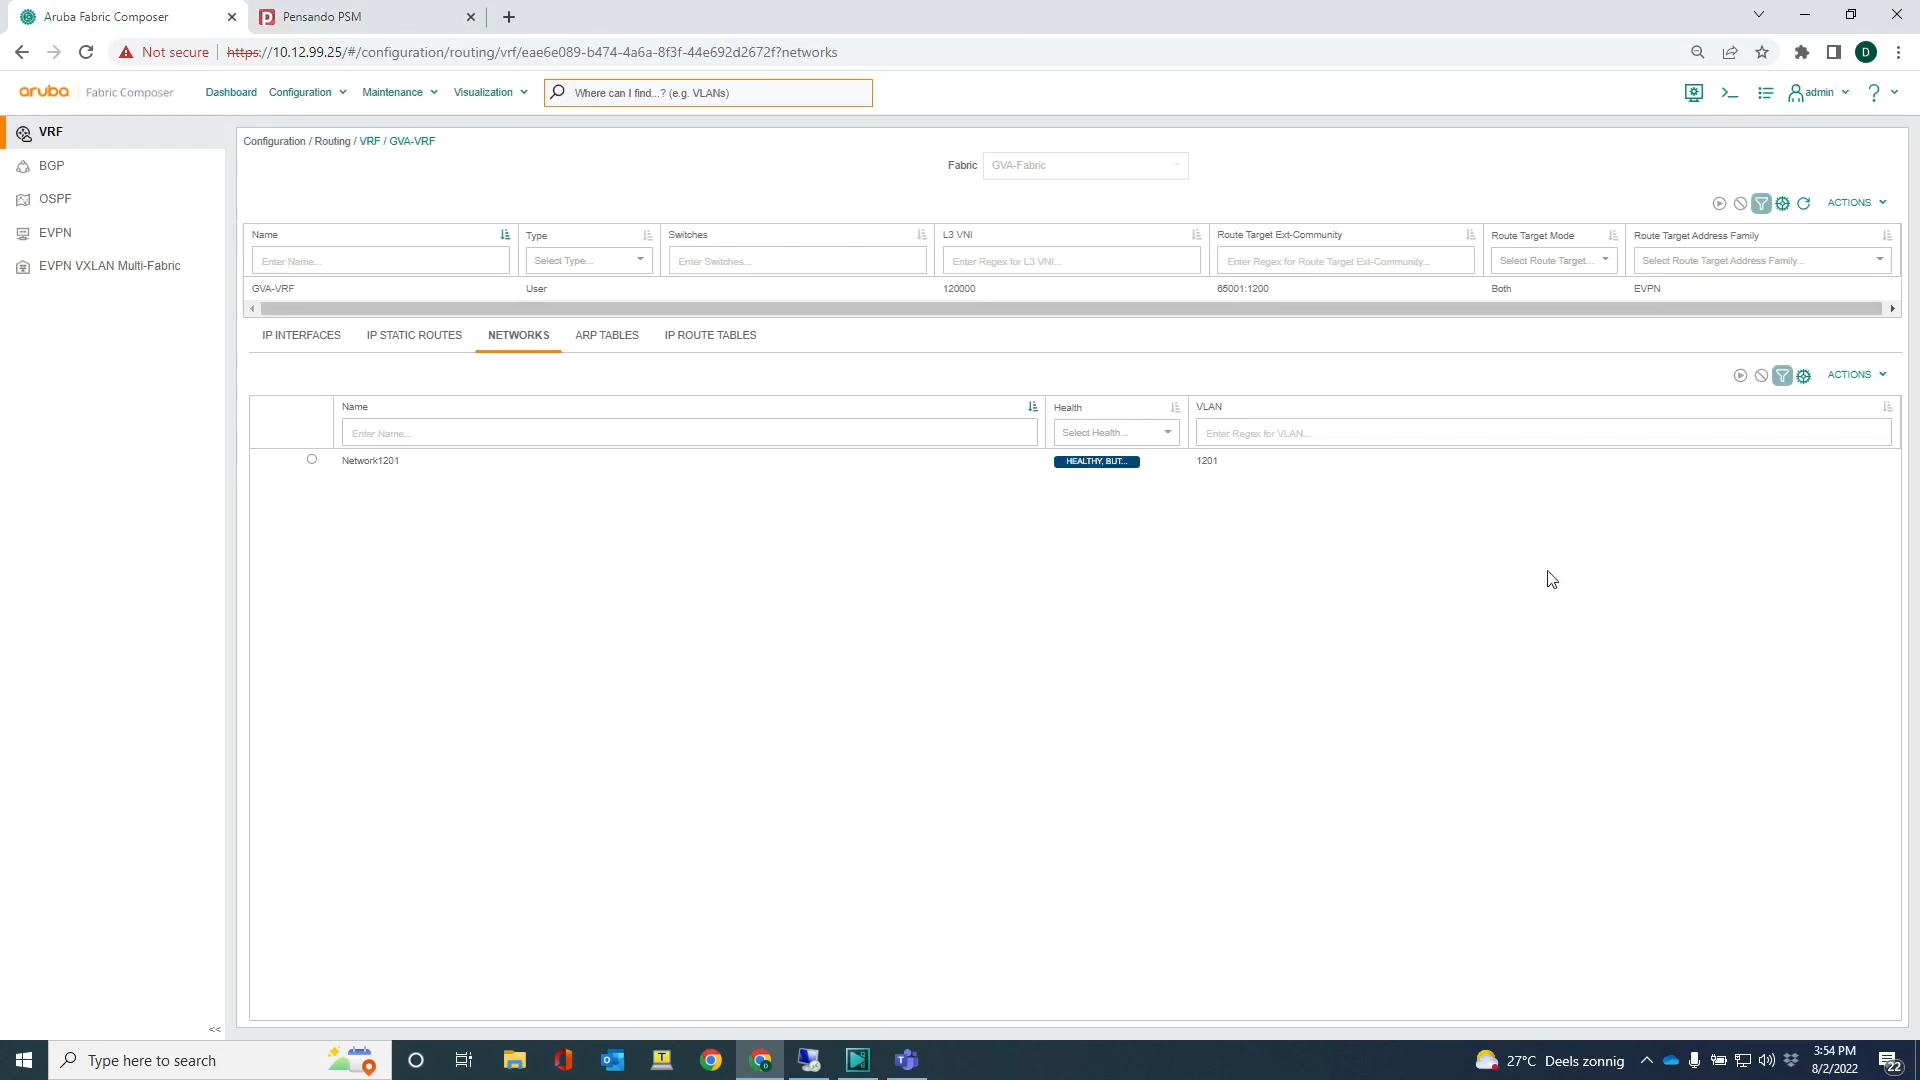 Aruba Fabric Composer
Pensando PSM
Not secure
https://10.12.99.25/#/configuration/routing/vrf/eae6e089-b474-4a6a-8f3f-44e692d2672f?networks
D
aruba Fabric Composer
Dashboard Configuration Maintenance Visualization
Where can I find...? (e.g. VLANs)
admin
VRF
BGP
OSPF
EVPN
EVPN VXLAN Multi-Fabric
<<
Configuration / Routing / VRF / GVA-VRF
Fabric GVA-Fabric
ACTIONS
Name Type Switches L3 VNI Route Target Ext-Community Route Target Mode Route Target Address Family
Enter Name... Select Type... Enter Switches... Enter Regex for L3 VNI... Enter Regex for Route Target Ext-Community... Select Route Target... Select Route Target Address Family...
GVA-VRF User 120000 65001:1200 Both EVPN
IP INTERFACES IP STATIC ROUTES NETWORKS ARP TABLES IP ROUTE TABLES
ACTIONS
Name Health VLAN
Enter Name... Select Health... Enter Regex for VLAN...
Network1201 HEALTHY, BUT... 1201
Type here to search
27°C Deels zonnig
3:54 PM
8/2/2022
22